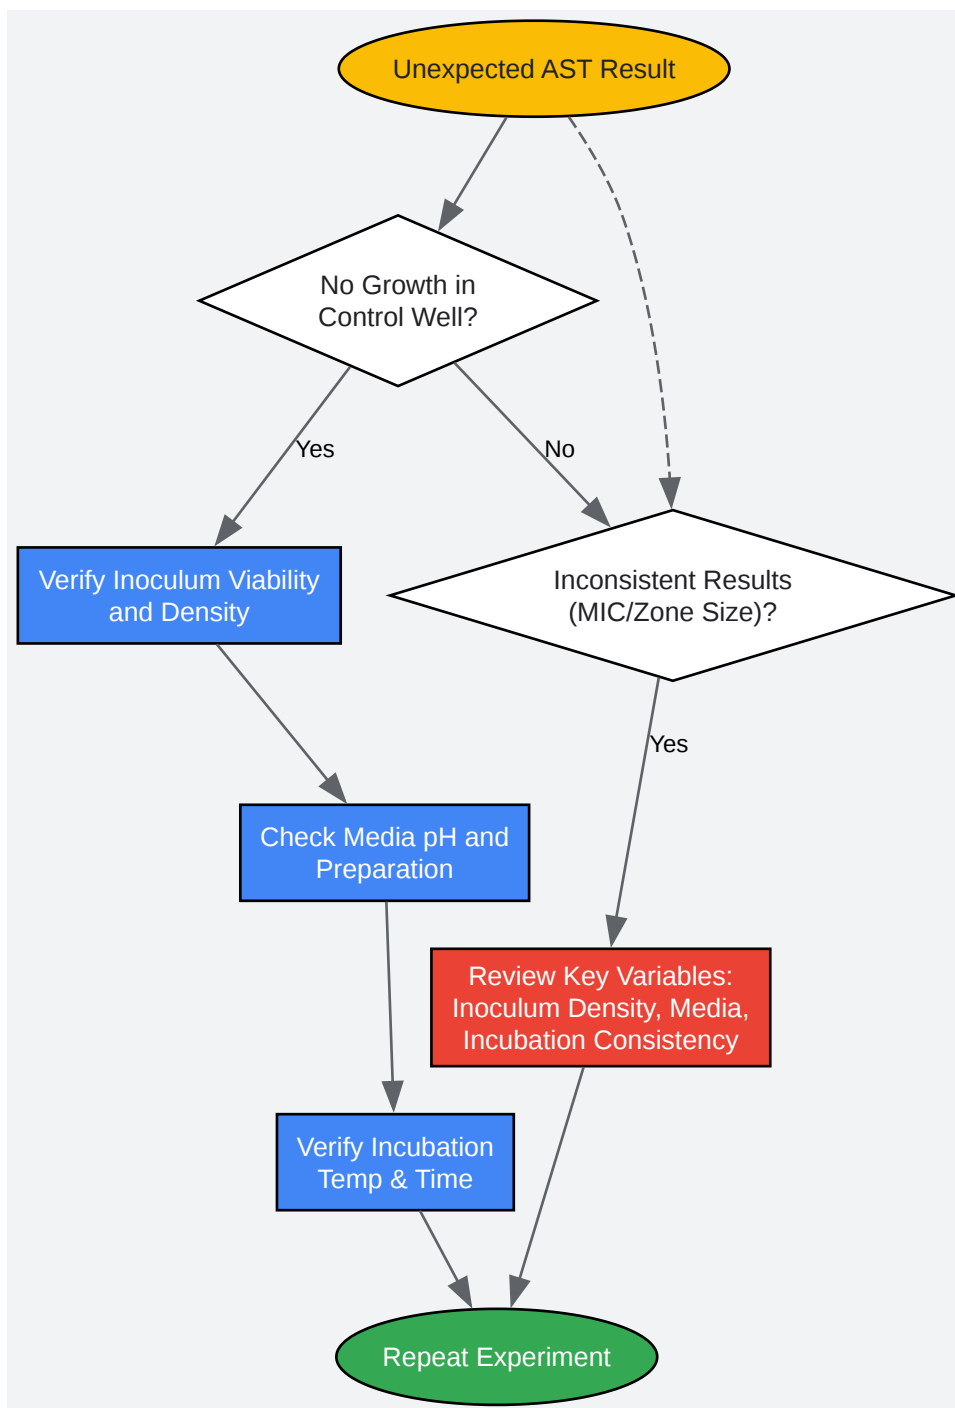 Unexpected AST Result
No Growth in
Control Well?
Yes
No
Verify Inoculum Viability
and Density
Inconsistent Results
(MIC/Zone Size)?
Yes
Check Media pH and
Preparation
Review Key Variables:
Inoculum Density, Media,
Incubation Consistency
Verify Incubation
Temp & Time
Repeat Experiment